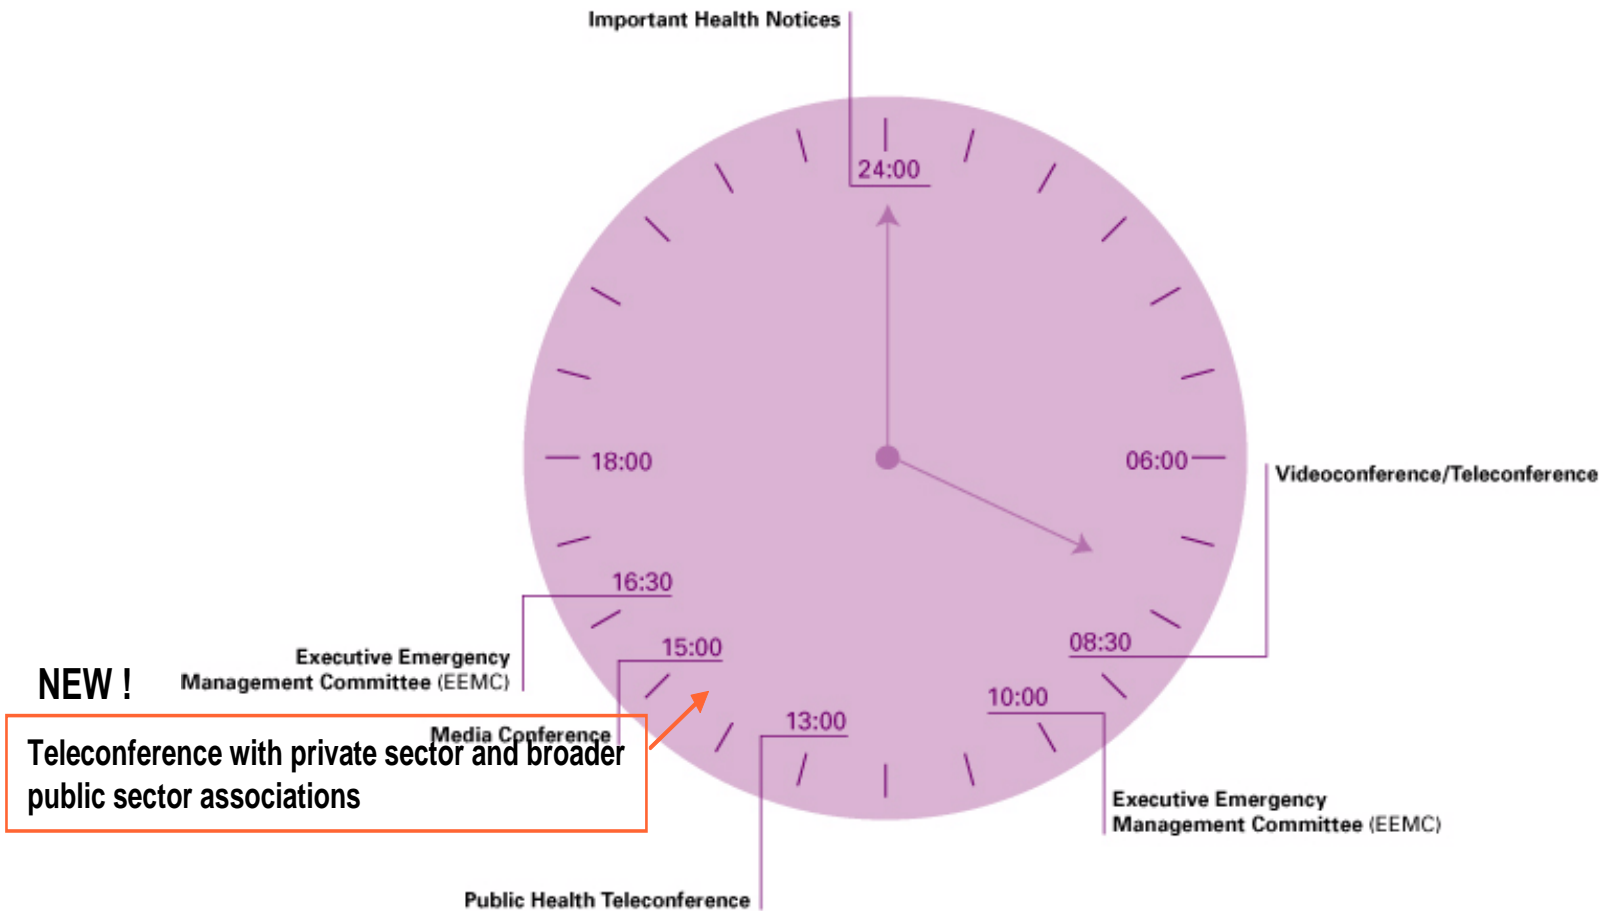 Important Health Notices
24:00
18:00
06:00
Videoconference/Teleconference
16:30
08:30
15:00
Executive Emergency
Management Committee (EEMC)
NEW !
10:00
13:00
Media Conference
Teleconference with private sector and broader
public sector associations
Executive Emergency
Management Committee (EEMC)
Public Health Teleconference